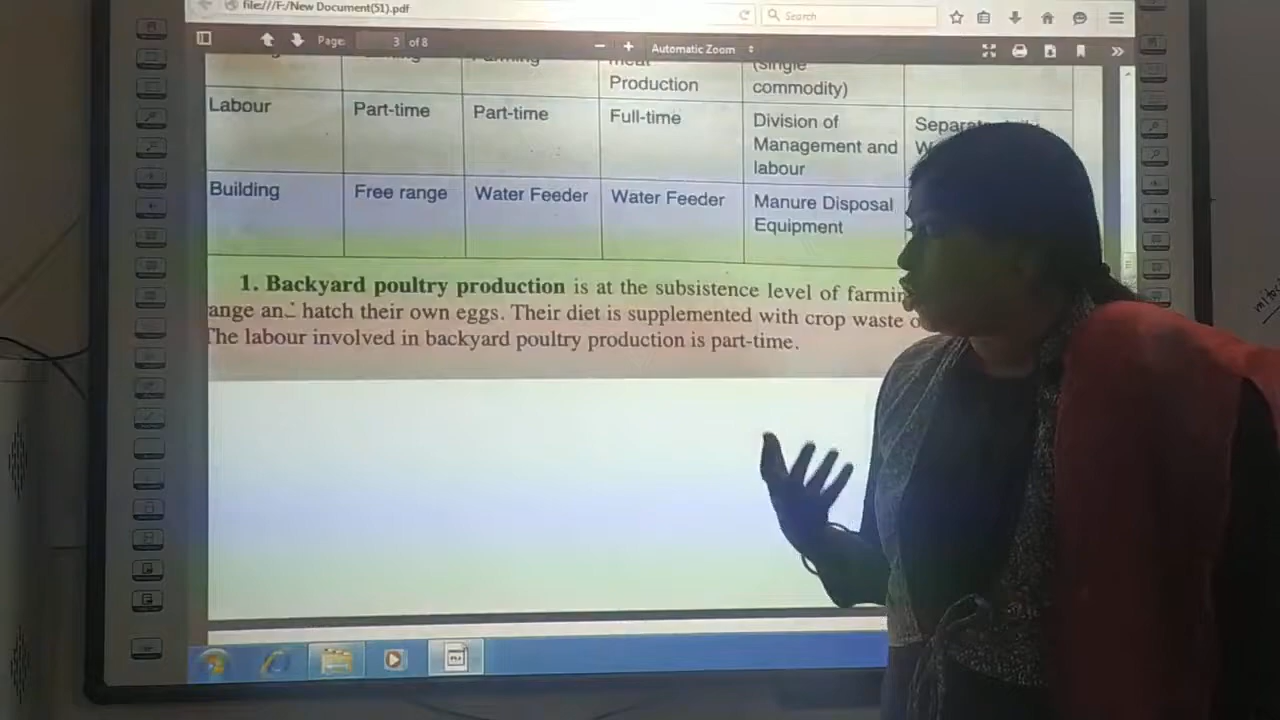 file:///F:/New Document(51).pdf
Search
Page: 3 of 8
Automatic Zoom
meat (single
Production commodity)
Labour Part-time Part-time Full-time Division of
Management and
labour
Building Free range Water Feeder Water Feeder Manure Disposal
Equipment
1. Backyard poultry production is at the subsistence level of
hatch their own eggs. Their diet is supplemented with crop waste
The labour involved in backyard poultry production is part-time.